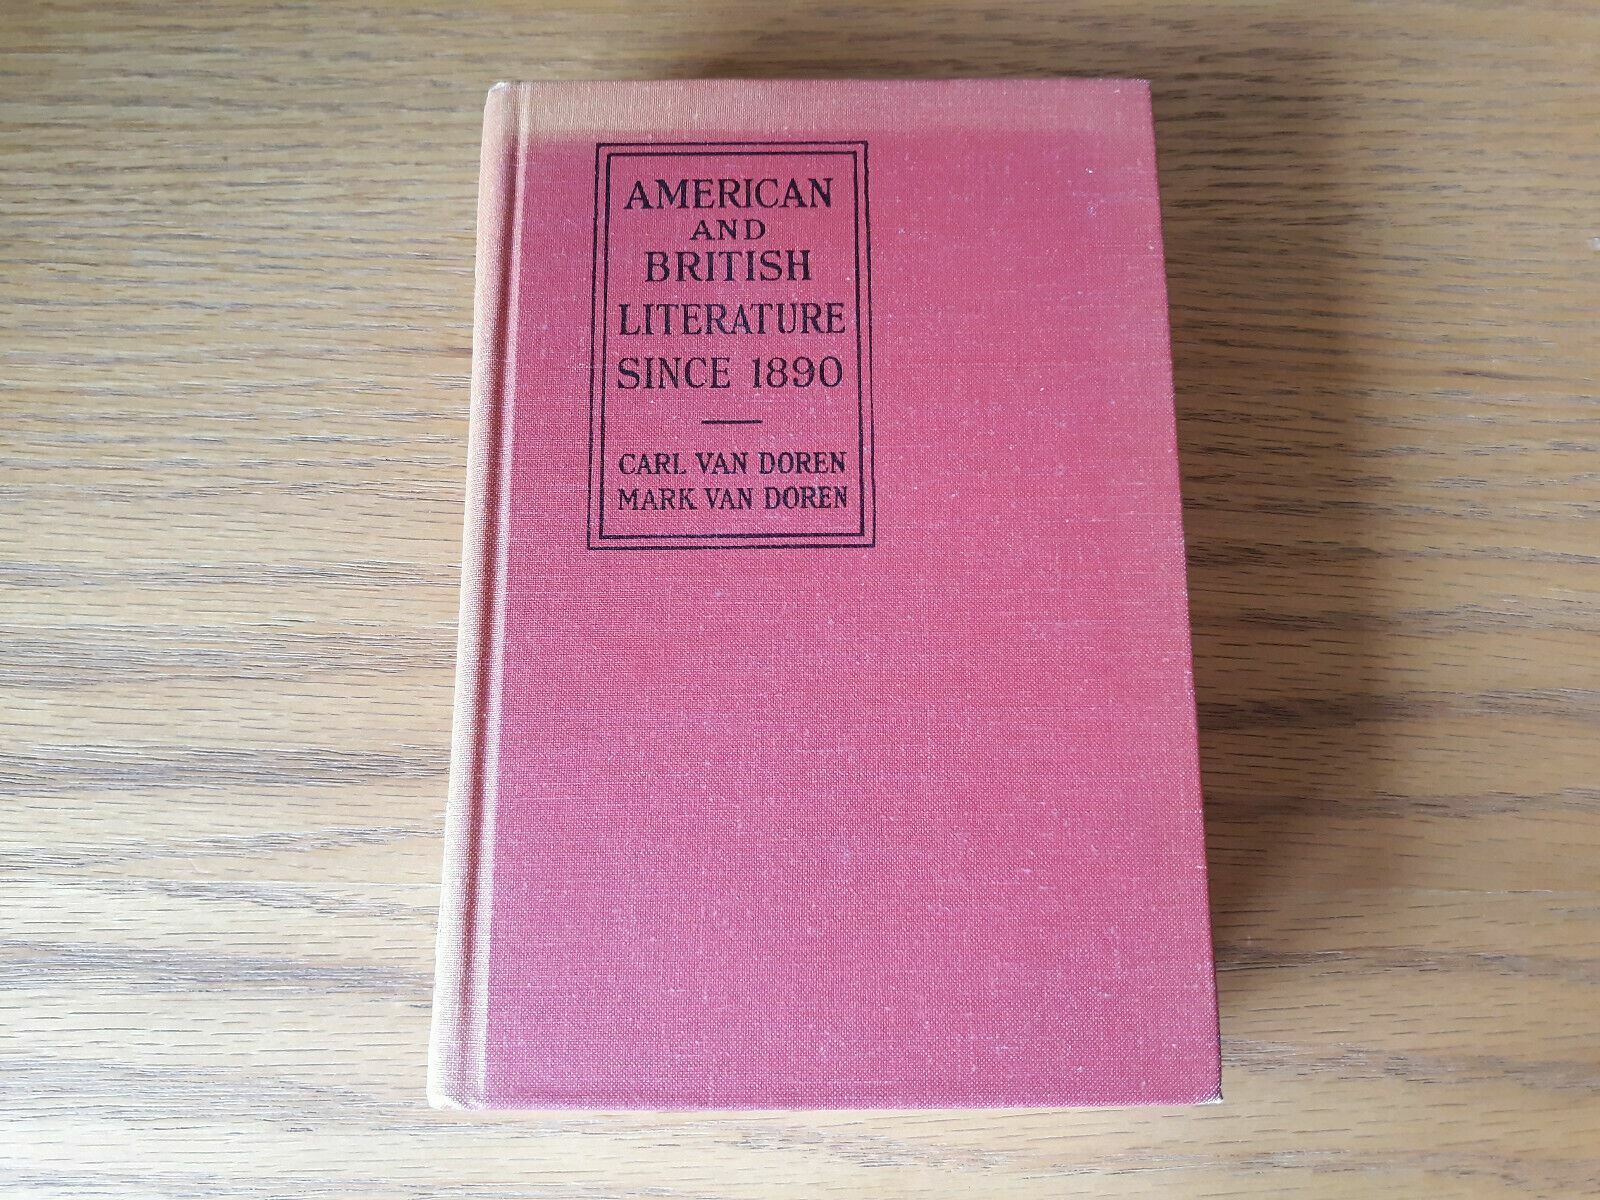 AMERICAN
AND
BRITISH
LITERATURE
SINCE 1890
CARL VAN DOREN
MARK VAN DOREN